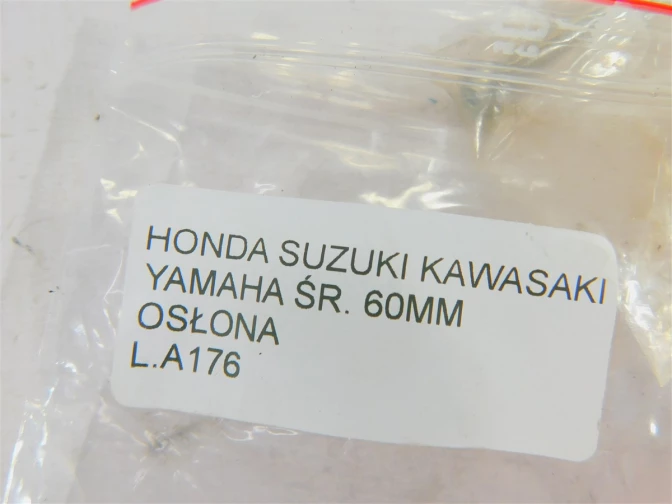 HONDA SUZUKI KAWASAKI
YAMAHA ŚR. 60MM
OSŁONA
L.A176